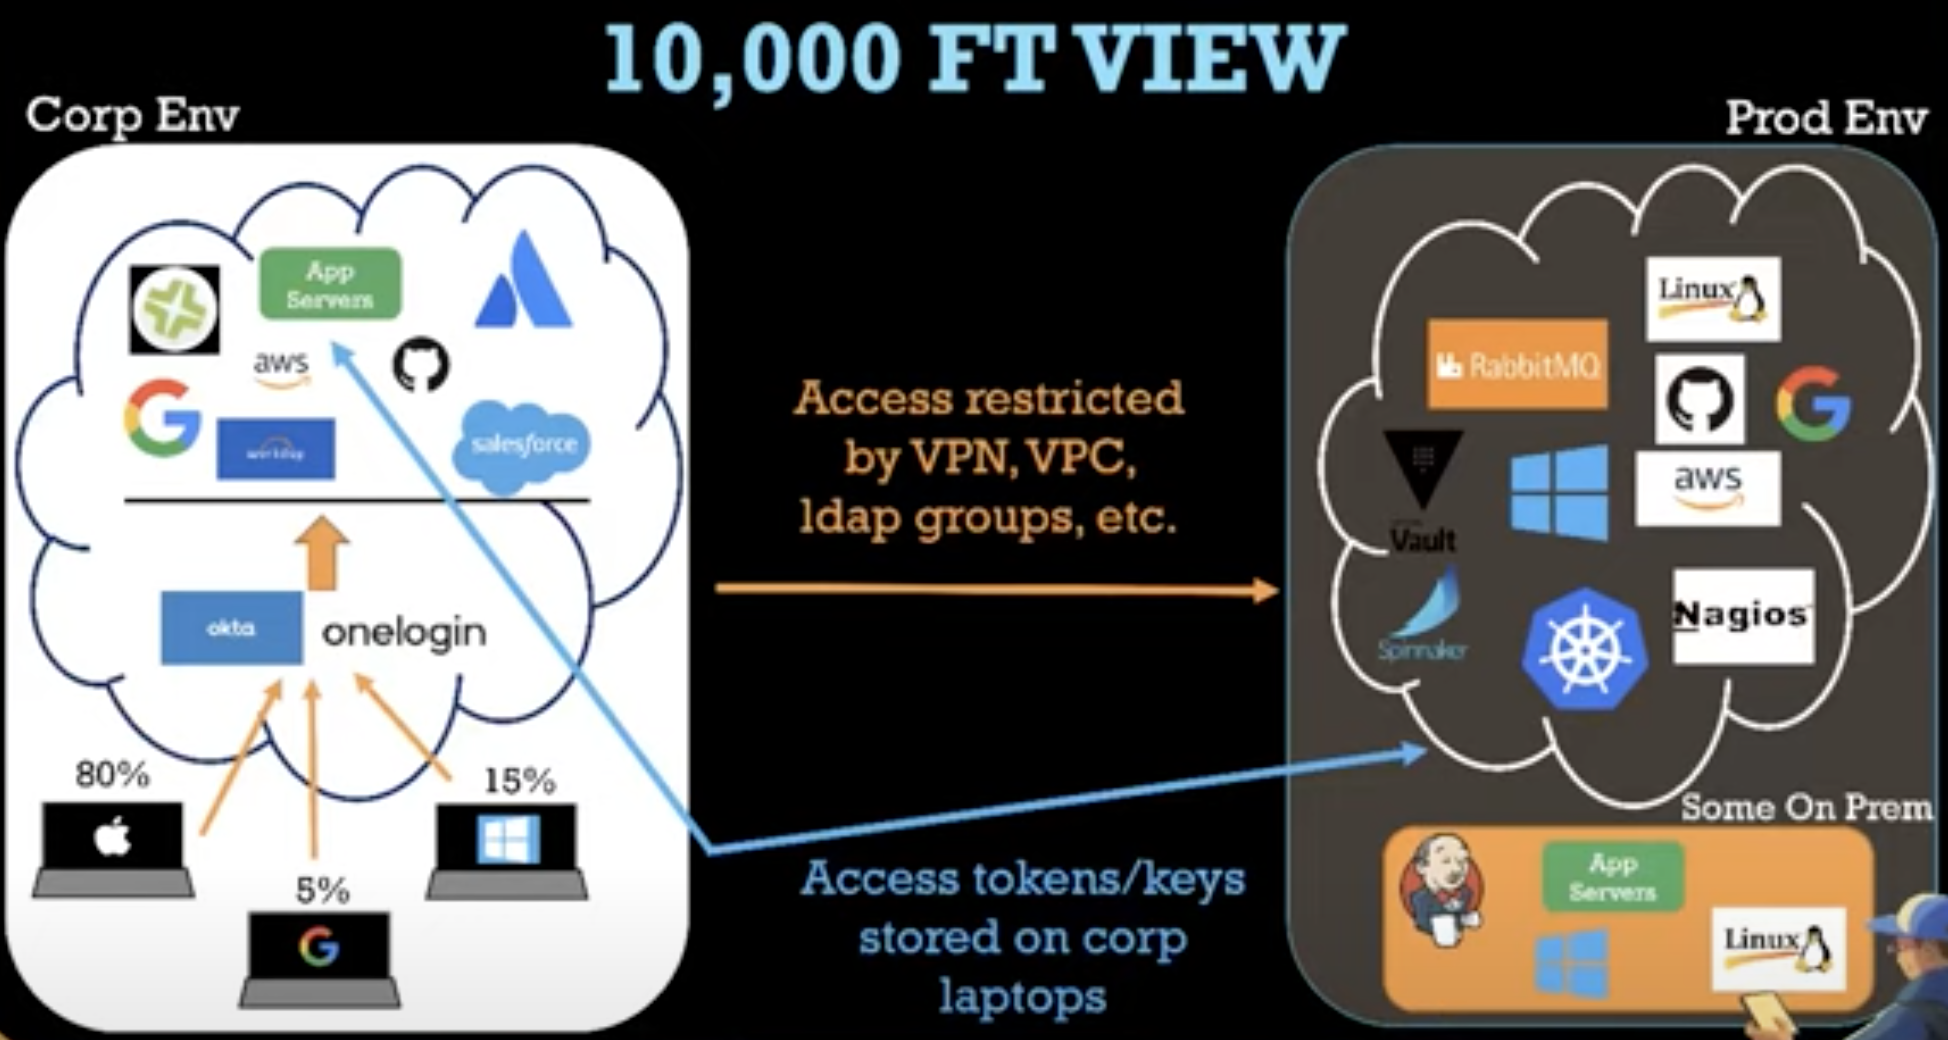 10,000 FT VIEW
Corp Env
Prod Env
App
Servers
aws
workday
salesforce
okta
onelogin
80%
15%
5%
Access restricted
by VPN, VPC,
ldap groups, etc.
Access tokens/keys
stored on corp
laptops
Linux
RabbitMQ
aws
Vault
Spinnaker
Nagios
Some On Prem
App
Servers
Linux